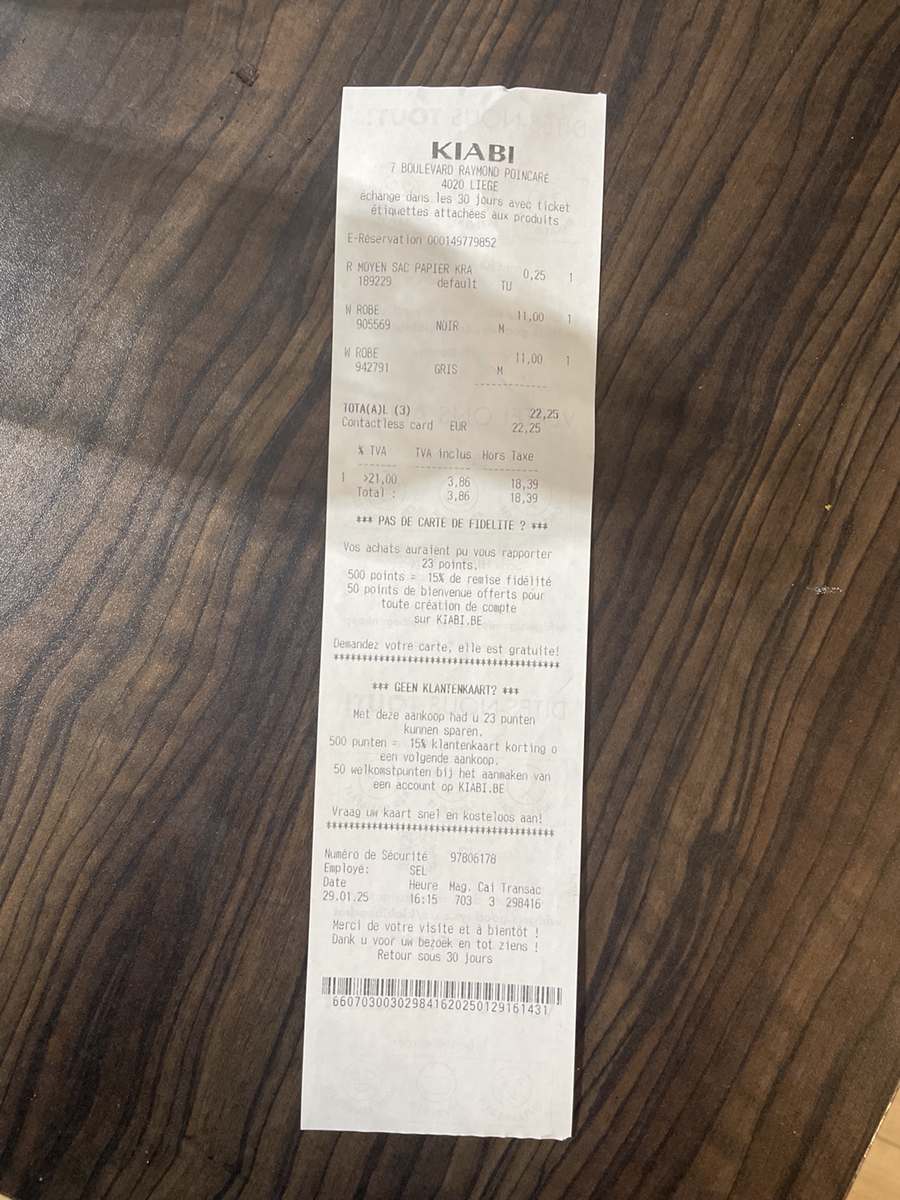 KIABI
7 BOULEVARD RAYMOND POINCARE
4020 LIEGE
échange dans les 30 jours avec ticket
étiquettes attachées aux produits
E-Réservation 000149779852
R MOYEN SAC PAPIER KRA 0,25 1
189229 default TU
W ROBE 11,00 1
905569 NOIR M
W ROBE 11,00 1
942791 GRIS M
------------
TOTA(A)L (3) 22,25
Contactless card EUR 22,25
% TVA TVA inclus Hors Taxe
1 >21,00 3,86 18,39
Total : 3,86 18,39
*** PAS DE CARTE DE FIDELITE ? ***
Vos achats auraient pu vous rapporter
23 points.
500 points = 15% de remise fidélité
50 points de bienvenue offerts pour
toute création de compte
sur KIABI.BE
Demandez votre carte, elle est gratuite!
****************************************
*** GEEN KLANTENKAART? ***
Met deze aankoop had u 23 punten
kunnen sparen.
500 punten = 15% klantenkaart korting o
een volgende aankoop.
50 welkomstpunten bij het aanmaken van
een account op KIABI.BE
Vraag uw kaart snel en kosteloos aan!
****************************************
Numéro de Sécurité 97806178
Employé: SEL
Date Heure Mag. Cai Transac
29.01.25 16:15 703 3 298416
Merci de votre visite et à bientôt !
Dank u voor uw bezoek en tot ziens !
Retour sous 30 jours
660703003029841620250129161431